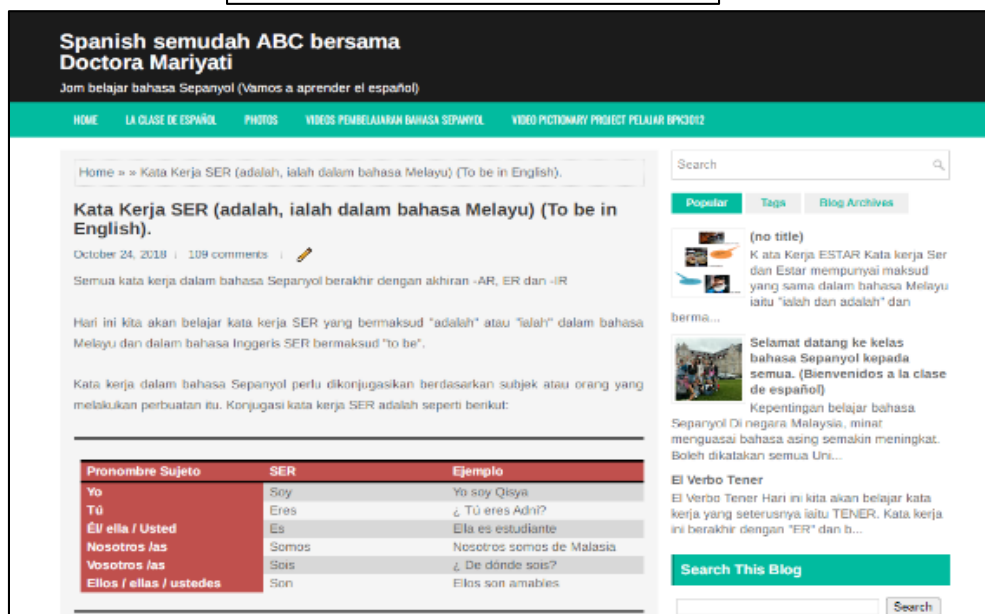 Spanish semudah ABC bersama
Doctora Mariyati
Jom belajar bahasa Sepanyol (Vamos a aprender el español)
HOME LA CLASE DE ESPAÑOL PHOTOS VIDEOS PEMBELAJARAN BAHASA SEPANYOL VIDEO PICTIONARY PROJECT PELAJAR BPK3012
Home » » Kata Kerja SER (adalah, ialah dalam bahasa Melayu) (To be in English).
Kata Kerja SER (adalah, ialah dalam bahasa Melayu) (To be in
English).
October 24, 2018 109 comments
Semua kata kerja dalam bahasa Sepanyol berakhir dengan akhiran -AR, ER dan -IR
Hari ini kita akan belajar kata kerja SER yang bermaksud "adalah" atau "ialah" dalam bahasa
Melayu dan dalam bahasa Inggeris SER bermaksud "to be".
Kata kerja dalam bahasa Sepanyol perlu dikonjugasikan berdasarkan subjek atau orang yang
melakukan perbuatan itu. Konjugasi kata kerja SER adalah seperti berikut:
Pronombre Sujeto SER Ejemplo
Yo Soy Yo soy Qisya
Tú Eres ¿ Tú eres Adni?
Él/ ella / Usted Es Ella es estudiante
Nosotros /as Somos Nosotros somos de Malasia
Vosotros /as Sois ¿ De dónde sois?
Ellos / ellas / ustedes Son Ellos son amables
Search
Popular Tags Blog Archives
(no title)
K ata Kerja ESTAR Kata kerja Ser
dan Estar mempunyai maksud
yang sama dalam bahasa Melayu
iaitu "ialah dan adalah" dan
berma...
Selamat datang ke kelas
bahasa Sepanyol kepada
semua. (Bienvenidos a la clase
de español)
Kepentingan belajar bahasa
Sepanyol Di negara Malaysia, minat
menguasai bahasa asing semakin meningkat.
Boleh dikatakan semua Uni...
El Verbo Tener
El Verbo Tener Hari ini kita akan belajar kata
kerja yang seterusnya iaitu TENER. Kata kerja
ini berakhir dengan "ER" dan b...
Search This Blog
Search